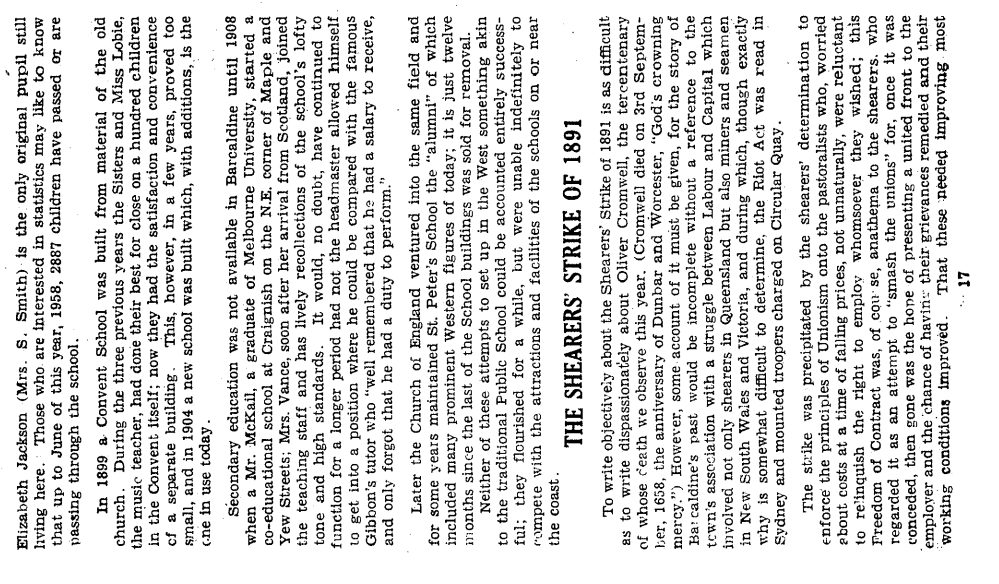 Elizabeth Jackson (Mrs. S. Smith) is the only original pupil still
living here. Those who are interested in statistics may like to know
that up to June of this year, 1958, 2887 children have passed or are
passing through the school.
In 1899 a Convent School was built from material of the old
church. During the three previous years the Sisters and Miss Lobie,
the music teacher, had done their best for close on a hundred children
in the Convent itself; now they had the satisfaction and convenience
of a separate building. This, however, in a few years, proved too
small, and in 1904 a new school was built which, with additions, is the
one in use today.
Secondary education was not available in Barcaldine until 1908
when a Mr. McKail, a graduate of Melbourne University, started a
co-educational school at Craignish on the N.E. corner of Maple and
Yew Streets; Mrs. Vance, soon after her arrival from Scotland, joined
the teaching staff and has lively recollections of the school's lofty
tone and high standards. It would, no doubt, have continued to
function for a longer period had not the headmaster allowed himself
to get into a position where he could be compared with the famous
Gibbon's tutor who "well remembered that he had a salary to receive,
and only forgot that he had a duty to perform."
Later the Church of England ventured into the same field and
for some years maintained St. Peter's School the "alumni" of which
included many prominent Western figures of today; it is just twelve
months since the last of the School buildings was sold for removal.
Neither of these attempts to set up in the West something akin
to the traditional Public School could be accounted entirely success-
ful; they flourished for a while, but were unable indefinitely to
compete with the attractions and facilities of the schools on or near
the coast.
THE SHEARERS' STRIKE OF 1891
To write objectively about the Shearers' Strike of 1891 is as difficult
as to write dispassionately about Oliver Cromwell, the tercentenary
of whose death we observe this year. (Cromwell died on 3rd Septem-
ber, 1658, the anniversary of Dunbar and Worcester, "God's crowning
mercy.") However, some account of it must be given, for the story of
Barcaldine's past would be incomplete without a reference to the
town's association with a struggle between Labour and Capital which
involved not only shearers in Queensland but also miners and seamen
in New South Wales and Victoria, and during which, though exactly
why is somewhat difficult to determine, the Riot Act was read in
Sydney and mounted troopers charged on Circular Quay.
The strike was precipitated by the shearers' determination to
enforce the principles of Unionism onto the pastoralists who, worried
about costs at a time of falling prices, not unnaturally, were reluctant
to relinquish the right to employ whomsoever they wished; this
Freedom of Contract was, of course, anathema to the shearers, who
regarded it as an attempt to "smash the unions" for, once it was
conceded, then gone was the hope of presenting a united front to the
employer and the chance of having their grievances remedied and their
working conditions improved. That these needed improving most
17